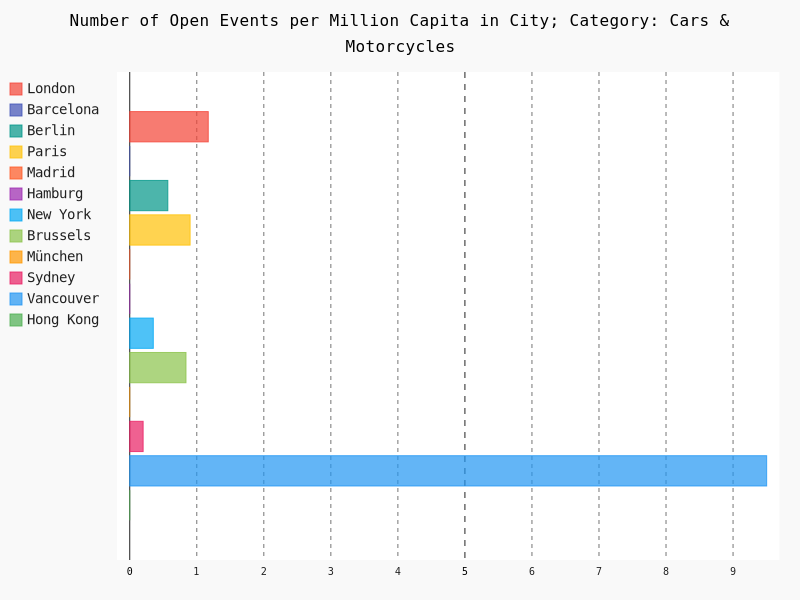 Number of Open Events per Million Capita in City; Category: Cars &
Motorcycles
London
Barcelona
Berlin
Paris
Madrid
Hamburg
New York
Brussels
München
Sydney
Vancouver
Hong Kong
0 1 2 3 4 5 6 7 8 9